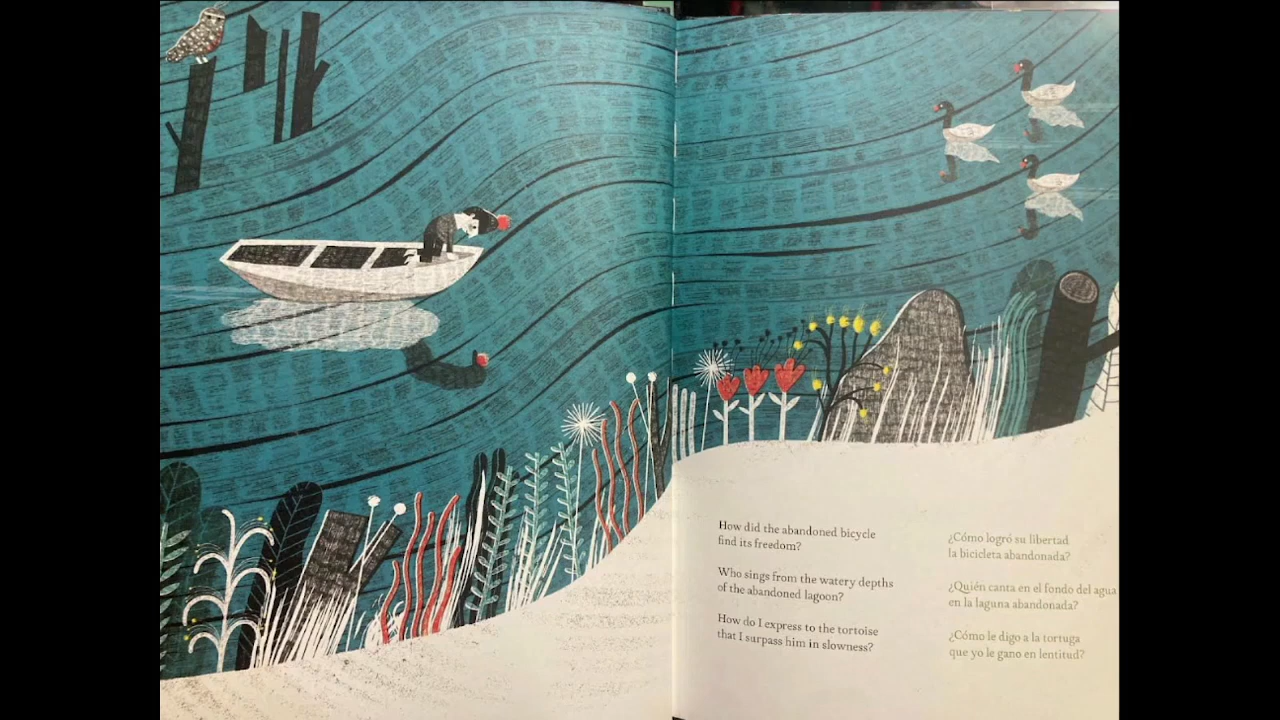 How did the abandoned bicycle
find its freedom?
Who sings from the watery depths
of the abandoned lagoon?
How do I express to the tortoise
that I surpass him in slowness?
¿Cómo logró su libertad
la bicicleta abandonada?
¿Quién canta en el fondo del agua
en la laguna abandonada?
¿Cómo le digo a la tortuga
que yo le gano en lentitud?